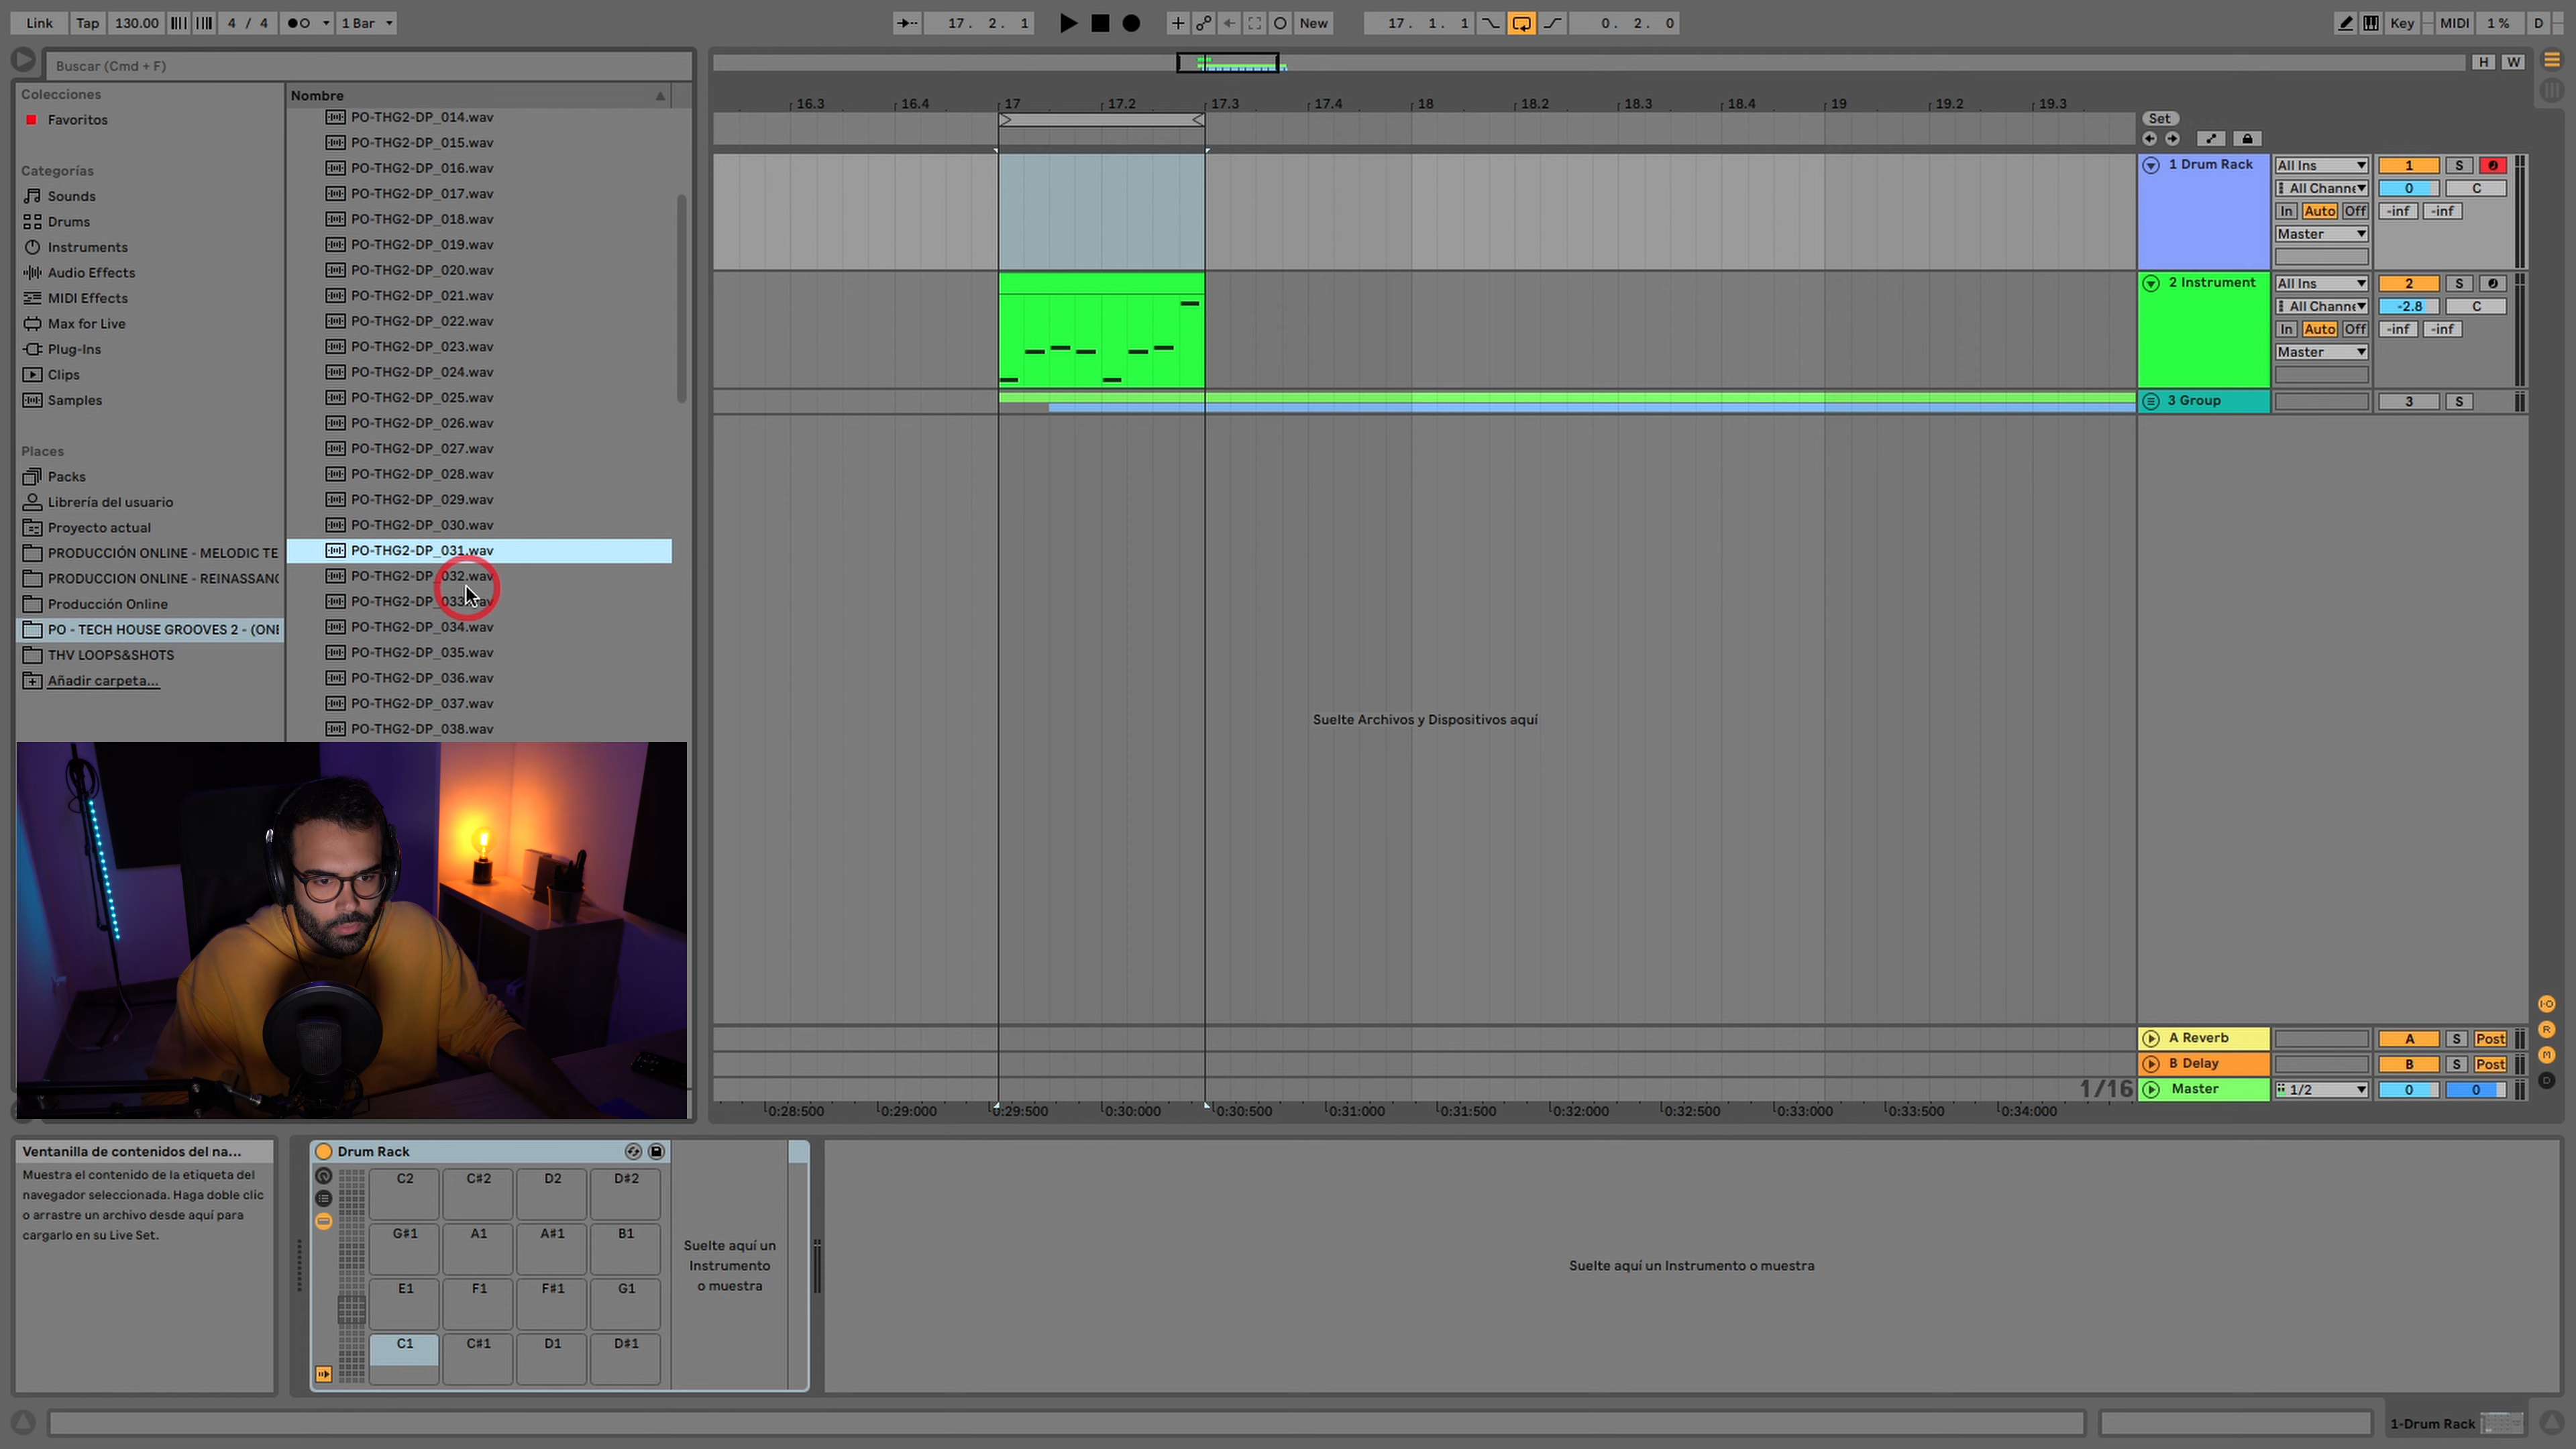 Link Tap 130.00 4 / 4 1 Bar 17. 2. 1 New 17. 1. 1 0. 2. 0 Key MIDI 1 % D
Buscar (Cmd + F)
H W
Colecciones
Favoritos
Categorías
Sounds
Drums
Instruments
Audio Effects
MIDI Effects
Max for Live
Plug-Ins
Clips
Samples
Places
Packs
Librería del usuario
Proyecto actual
PRODUCCIÓN ONLINE - MELODIC TE
PRODUCCION ONLINE - REINASSANC
Producción Online
PO - TECH HOUSE GROOVES 2 - (ONE
THV LOOPS&SHOTS
Añadir carpeta...
Nombre
PO-THG2-DP_014.wav
PO-THG2-DP_015.wav
PO-THG2-DP_016.wav
PO-THG2-DP_017.wav
PO-THG2-DP_018.wav
PO-THG2-DP_019.wav
PO-THG2-DP_020.wav
PO-THG2-DP_021.wav
PO-THG2-DP_022.wav
PO-THG2-DP_023.wav
PO-THG2-DP_024.wav
PO-THG2-DP_025.wav
PO-THG2-DP_026.wav
PO-THG2-DP_027.wav
PO-THG2-DP_028.wav
PO-THG2-DP_029.wav
PO-THG2-DP_030.wav
PO-THG2-DP_031.wav
PO-THG2-DP_032.wav
PO-THG2-DP_033.wav
PO-THG2-DP_034.wav
PO-THG2-DP_035.wav
PO-THG2-DP_036.wav
PO-THG2-DP_037.wav
PO-THG2-DP_038.wav
16.3 16.4 17 17.2 17.3 17.4 18 18.2 18.3 18.4 19 19.2 19.3
Set
1 Drum Rack All Ins 1 S
All Channe 0 C
In Auto Off -inf -inf
Master
2 Instrument All Ins 2 S
All Channe -2.8 C
In Auto Off -inf -inf
Master
3 Group 3 S
Suelte Archivos y Dispositivos aquí
A Reverb A S Post
B Delay B S Post
1/16 Master 1/2 0 0
0:28:500 0:29:000 0:29:500 0:30:000 0:30:500 0:31:000 0:31:500 0:32:000 0:32:500 0:33:000 0:33:500 0:34:000
I·O
R
M
D
Ventanilla de contenidos del na...
Muestra el contenido de la etiqueta del
navegador seleccionada. Haga doble clic
o arrastre un archivo desde aquí para
cargarlo en su Live Set.
Drum Rack
C2 C#2 D2 D#2
G#1 A1 A#1 B1
E1 F1 F#1 G1
C1 C#1 D1 D#1
Suelte aquí un
Instrumento
o muestra
Suelte aquí un Instrumento o muestra
1-Drum Rack